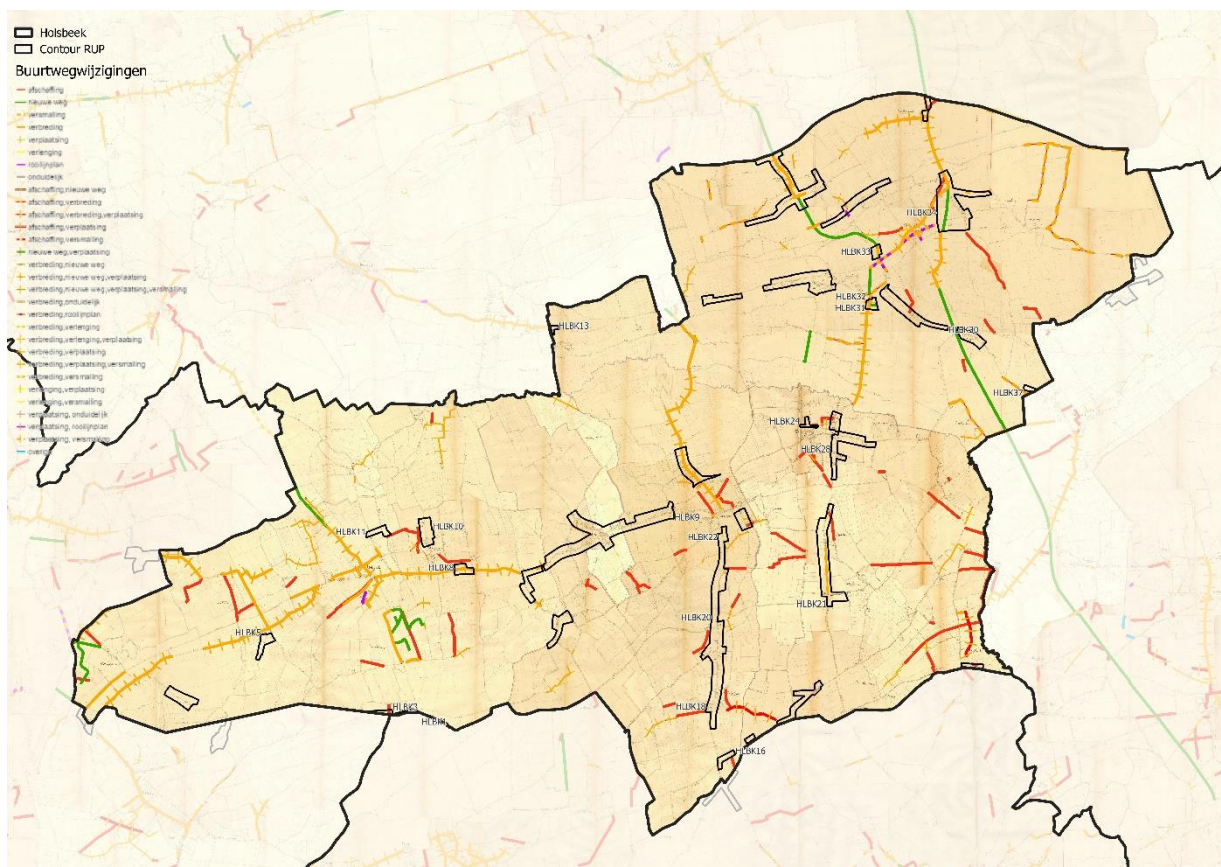 Holsbeek
Contour RUP
Buurtwegwijzigingen
afschaffing
nieuwe weg
versmalling
verbreding
verplaatsing
verlenging
rooilijnplan
onduidelijk
afschaffing,nieuwe weg
afschaffing,verbreding
afschaffing,verbreding,verplaatsing
afschaffing,verplaatsing
afschaffing,versmalling
nieuwe weg,verplaatsing
verbreding,nieuwe weg
verbreding,nieuwe weg,verplaatsing
verbreding,nieuwe weg,verplaatsing,versmalling
verbreding,onduidelijk
verbreding,rooilijnplan
verbreding,verlenging
verbreding,verlenging,verplaatsing
verbreding,verplaatsing
verbreding,verplaatsing,versmalling
verbreding,versmalling
verlenging,verplaatsing
verlenging,versmalling
verplaatsing, onduidelijk
verplaatsing, rooilijnplan
verplaatsing, versmalling
overige
HLBK34
HLBK33
HLBK32
HLBK31
HLBK30
HLBK13
HLBK37
HLBK24
HLBK28
HLBK9
HLBK22
HLBK11
HLBK10
HLBK8
HLBK21
HLBK20
HLBK5
HLBK3
HLBK18
HLBK16